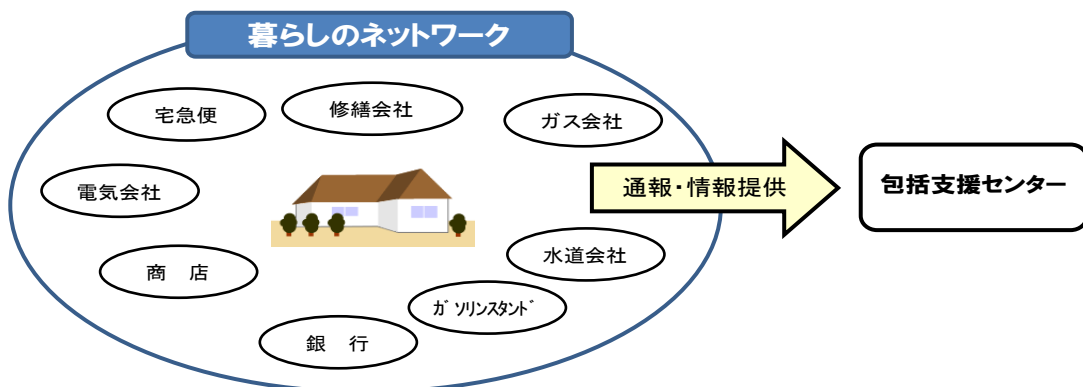 暮らしのネットワーク
宅急便
修繕会社
ガス会社
電気会社
通報・情報提供
包括支援センター
商　店
水道会社
ｶﾞｿﾘﾝｽﾀﾝﾄﾞ
銀　行